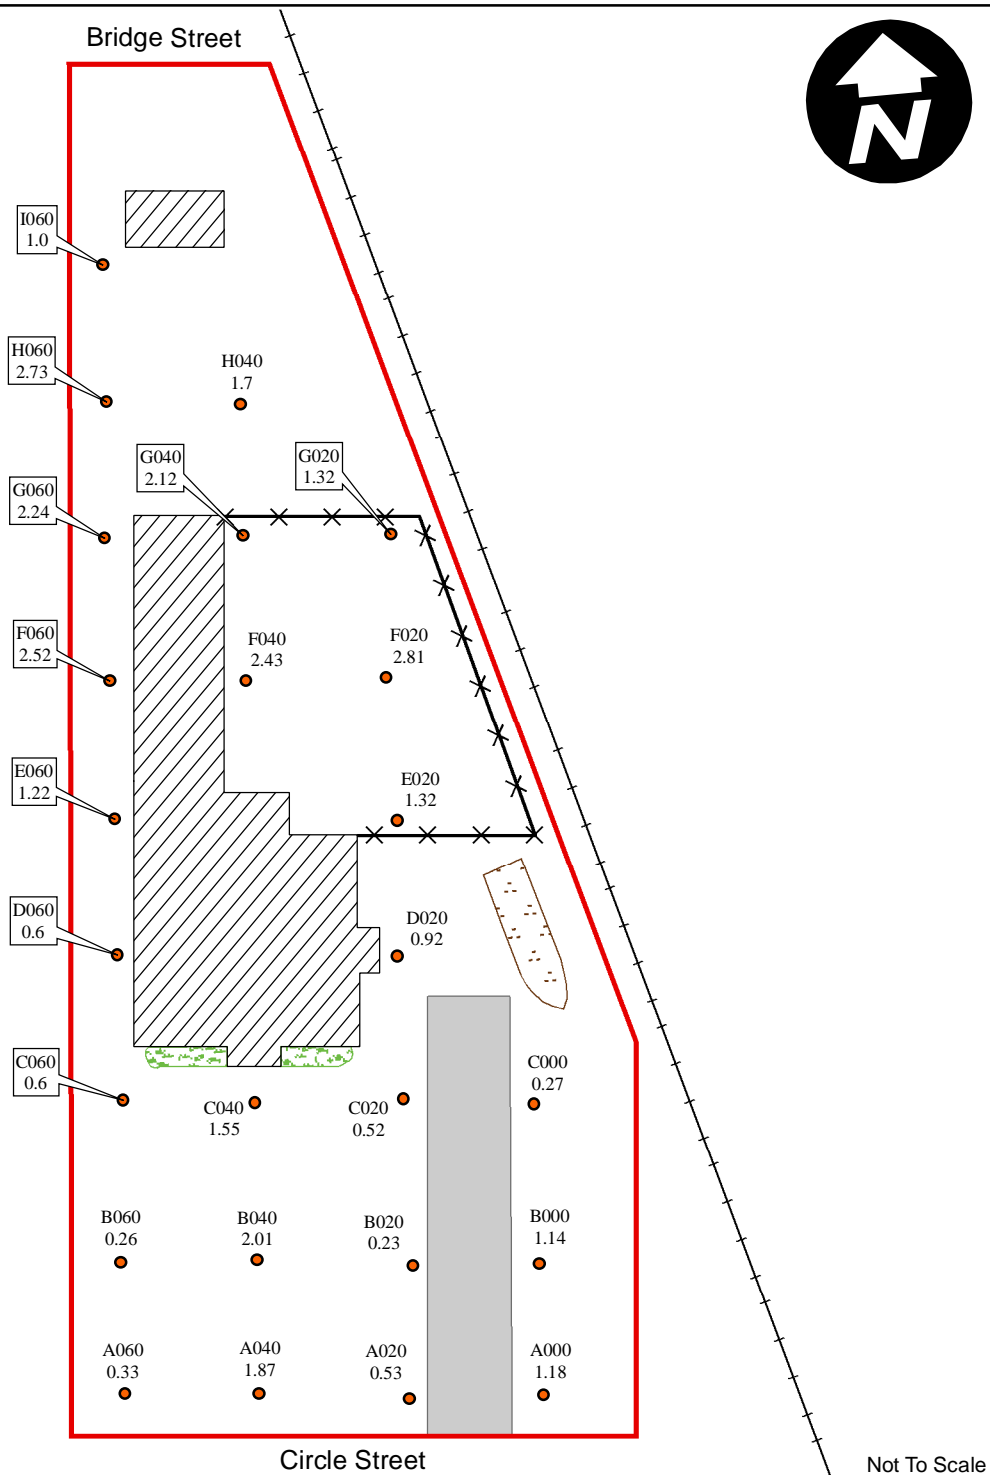 Bridge Street
N
I060
1.0
H060
2.73
H040
1.7
G040
2.12
G020
1.32
G060
2.24
F060
2.52
F040
2.43
F020
2.81
E060
1.22
E020
1.32
D060
0.6
D020
0.92
C060
0.6
C040
1.55
C020
0.52
C000
0.27
B060
0.26
B040
2.01
B020
0.23
B000
1.14
A060
0.33
A040
1.87
A020
0.53
A000
1.18
Circle Street
Not To Scale